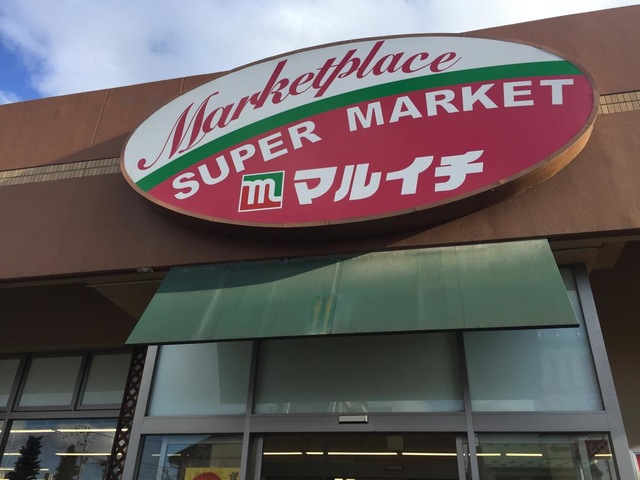 Marketplace
SUPER MARKET
m マルイチ